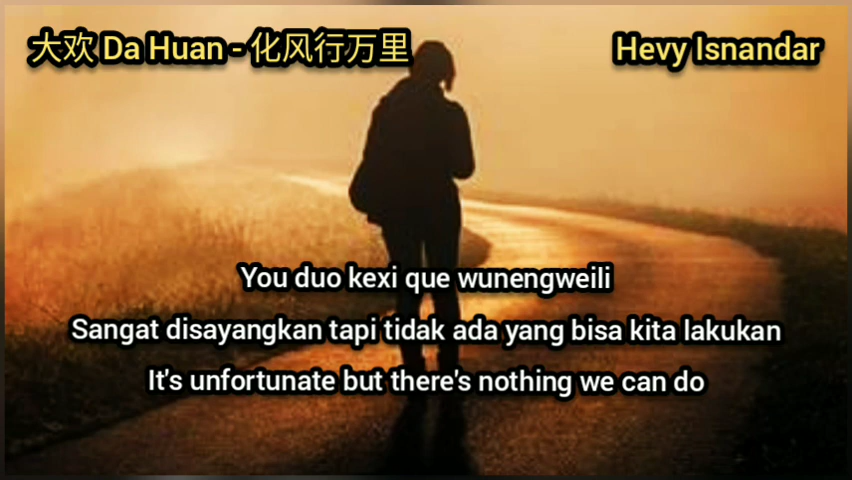 大欢 Da Huan - 化风行万里
Hevy Isnandar
You duo kexi que wunengweili
Sangat disayangkan tapi tidak ada yang bisa kita lakukan
It's unfortunate but there's nothing we can do